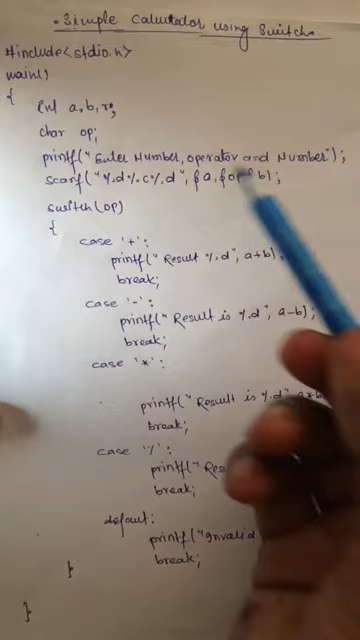 Simple Calculator using Switch.
#include<stdio.h>
main()
{
int a,b,r;
char op;
printf("Enter Number, operator and Number");
scanf("%d%c%d", &a, &op, &b);
switch(op)
{
case '+':
printf("Result %d", a+b);
break;
case '-':
printf("Result is %d", a-b);
break;
case '*':
printf("Result is %d" a*b
break;
case '/':
printf("Res
break;
default:
printf("Invalid
break;
}
}